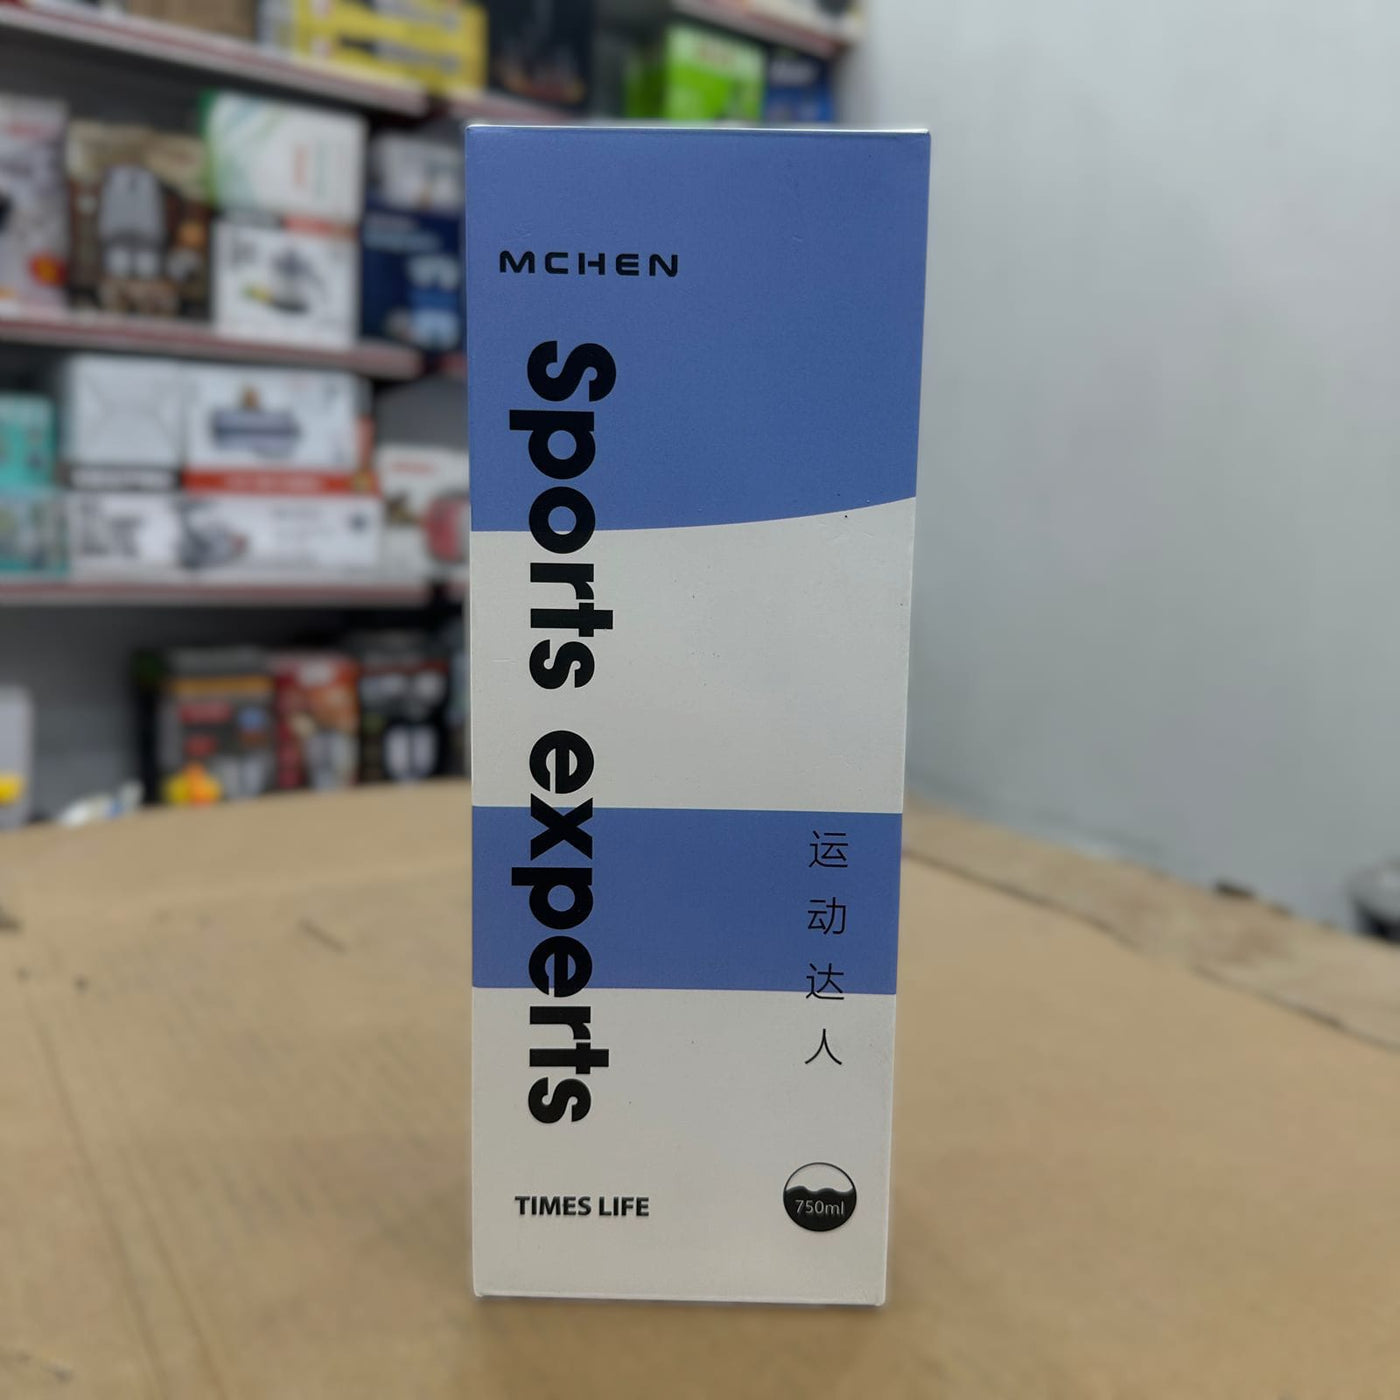 MCHEN
Sports experts
运动达人
TIMES LIFE
750ml